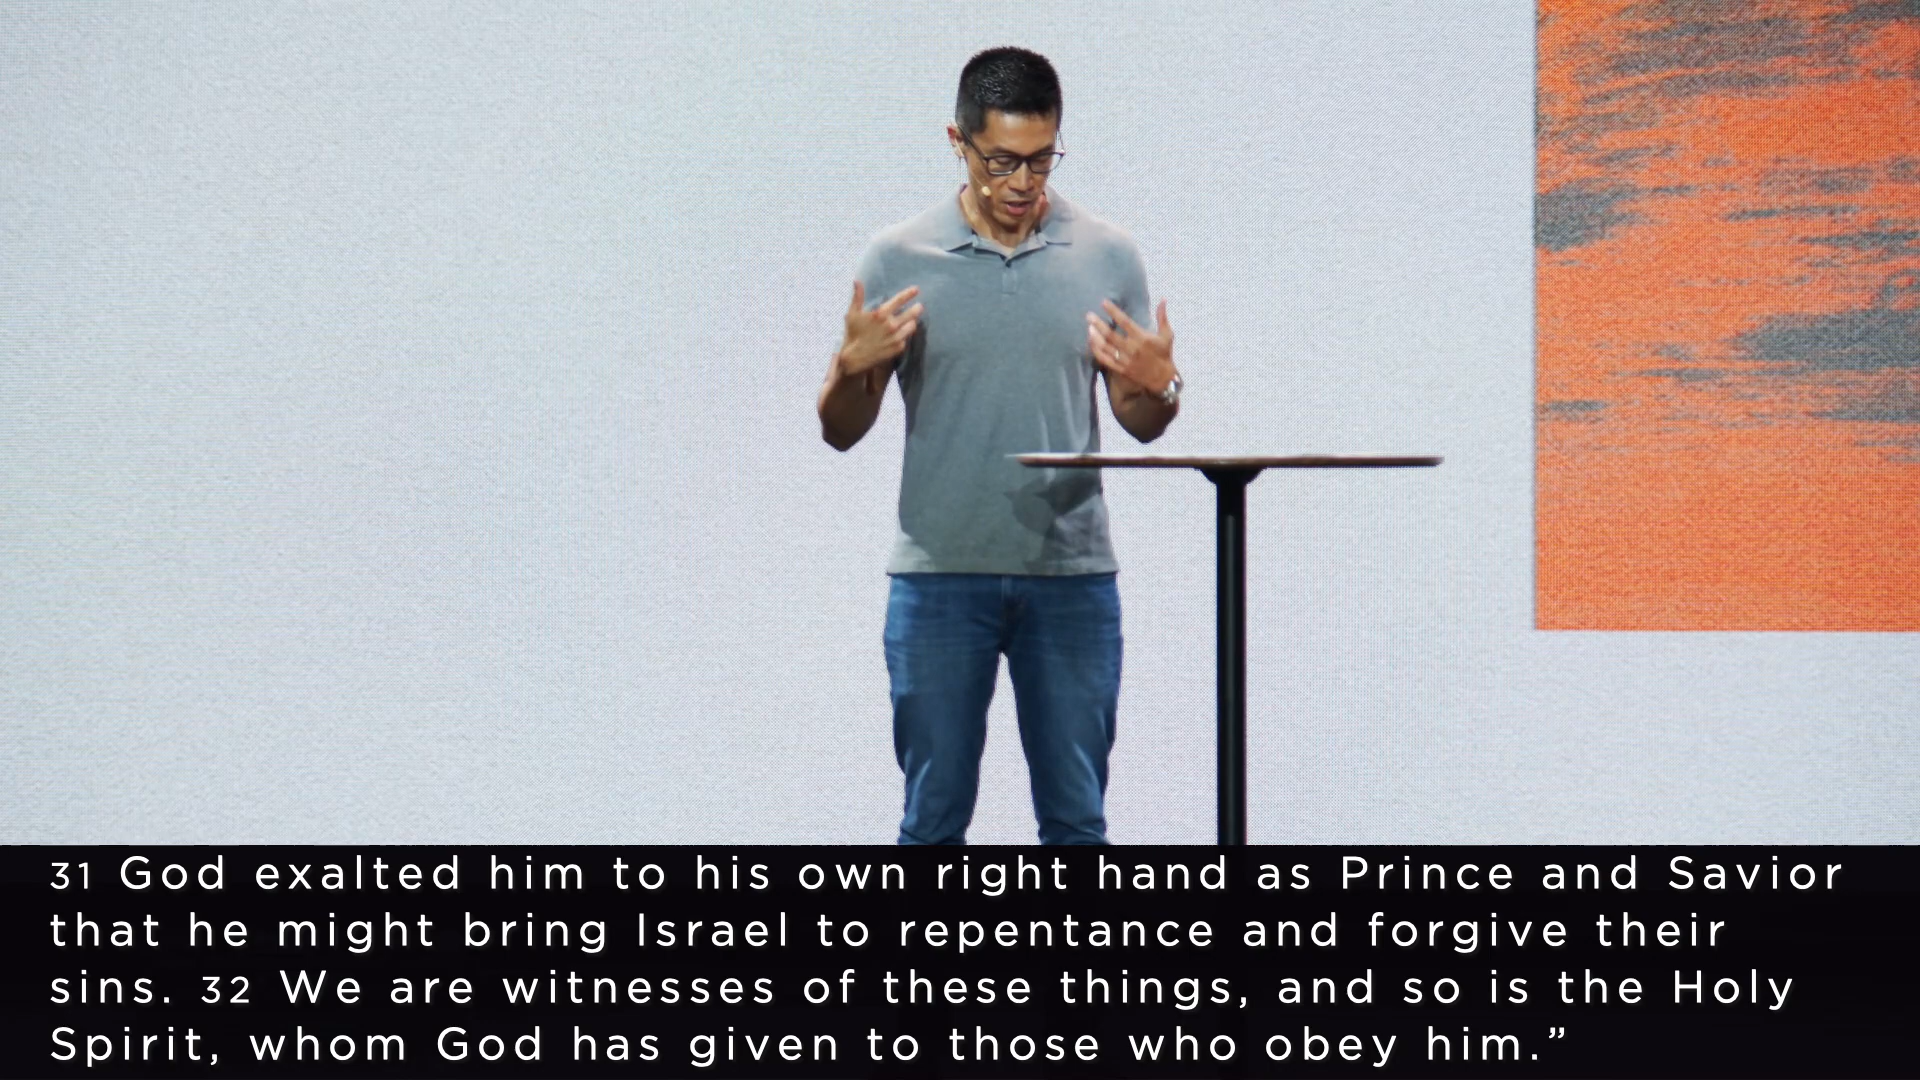 31 God exalted him to his own right hand as Prince and Savior
that he might bring Israel to repentance and forgive their
sins. 32 We are witnesses of these things, and so is the Holy
Spirit, whom God has given to those who obey him.”